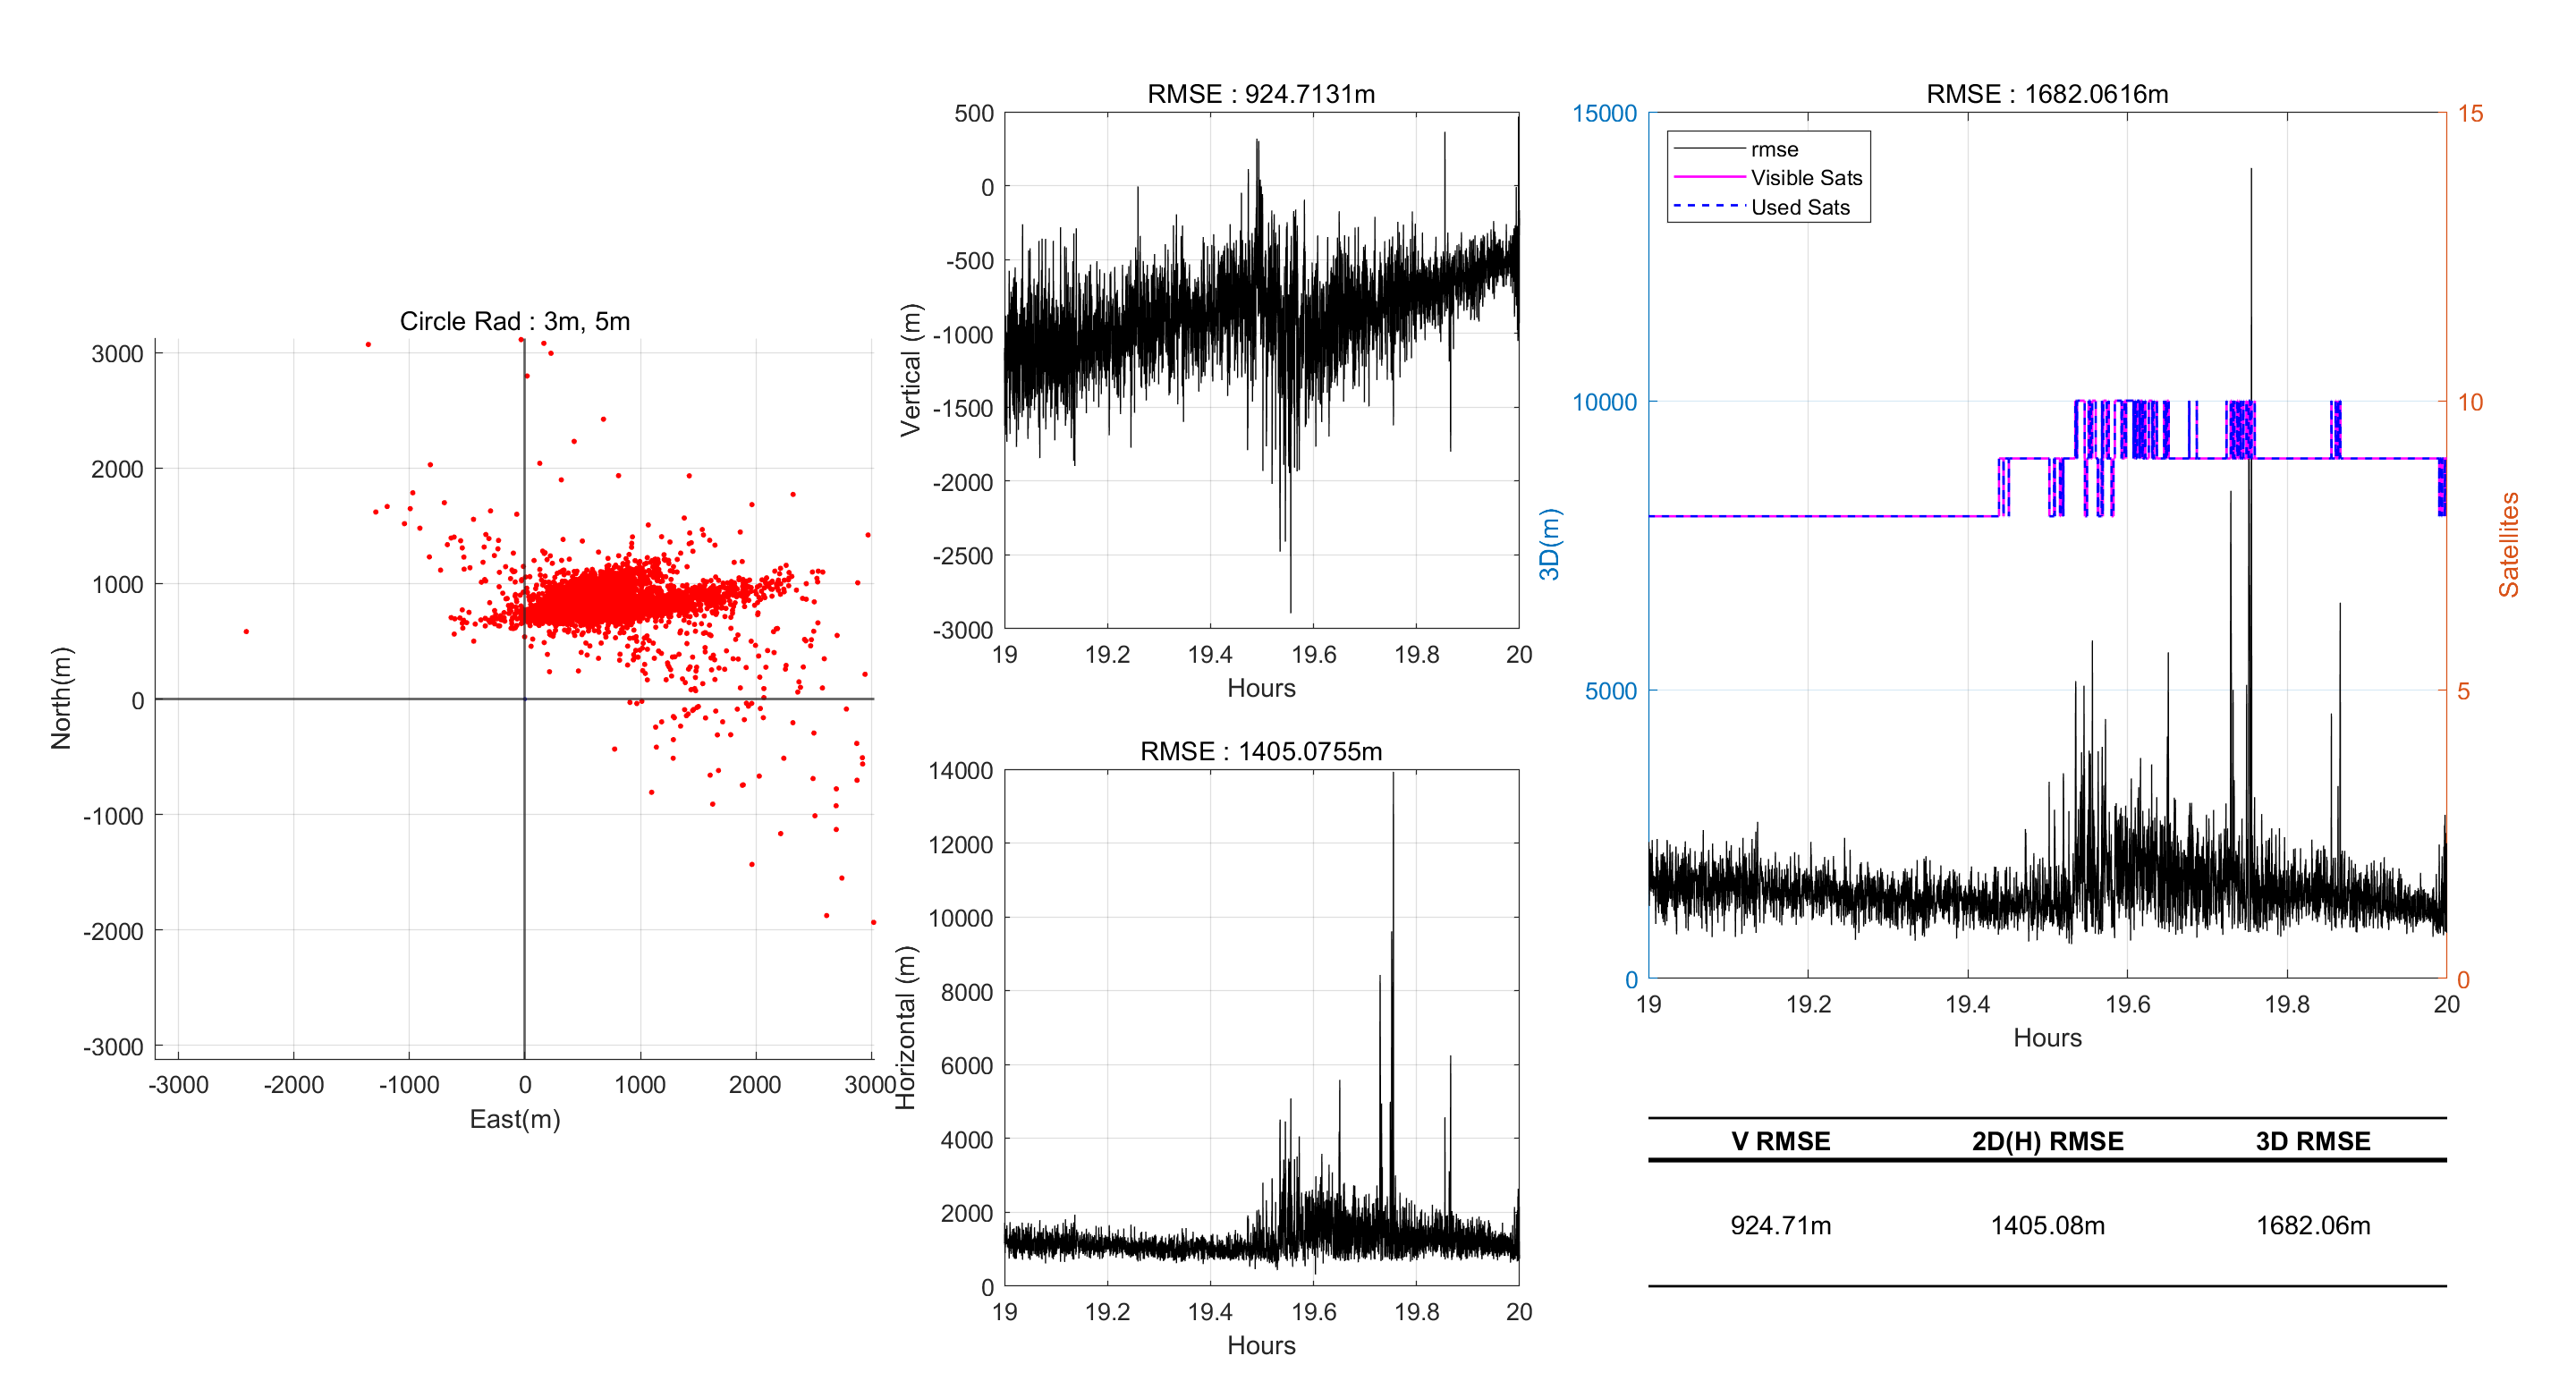 Circle Rad : 3m, 5m
3000
2000
1000
0
-1000
-2000
-3000
North(m)
-3000 -2000 -1000 0 1000 2000 3000
East(m)
RMSE : 924.7131m
500
0
-500
-1000
-1500
-2000
-2500
-3000
Vertical (m)
19 19.2 19.4 19.6 19.8 20
Hours
RMSE : 1405.0755m
14000
12000
10000
8000
6000
4000
2000
0
Horizontal (m)
19 19.2 19.4 19.6 19.8 20
Hours
RMSE : 1682.0616m
15000
10000
5000
0
3D(m)
rmse
Visible Sats
Used Sats
15
10
5
0
Satellites
19 19.2 19.4 19.6 19.8 20
Hours
V RMSE 2D(H) RMSE 3D RMSE
924.71m 1405.08m 1682.06m